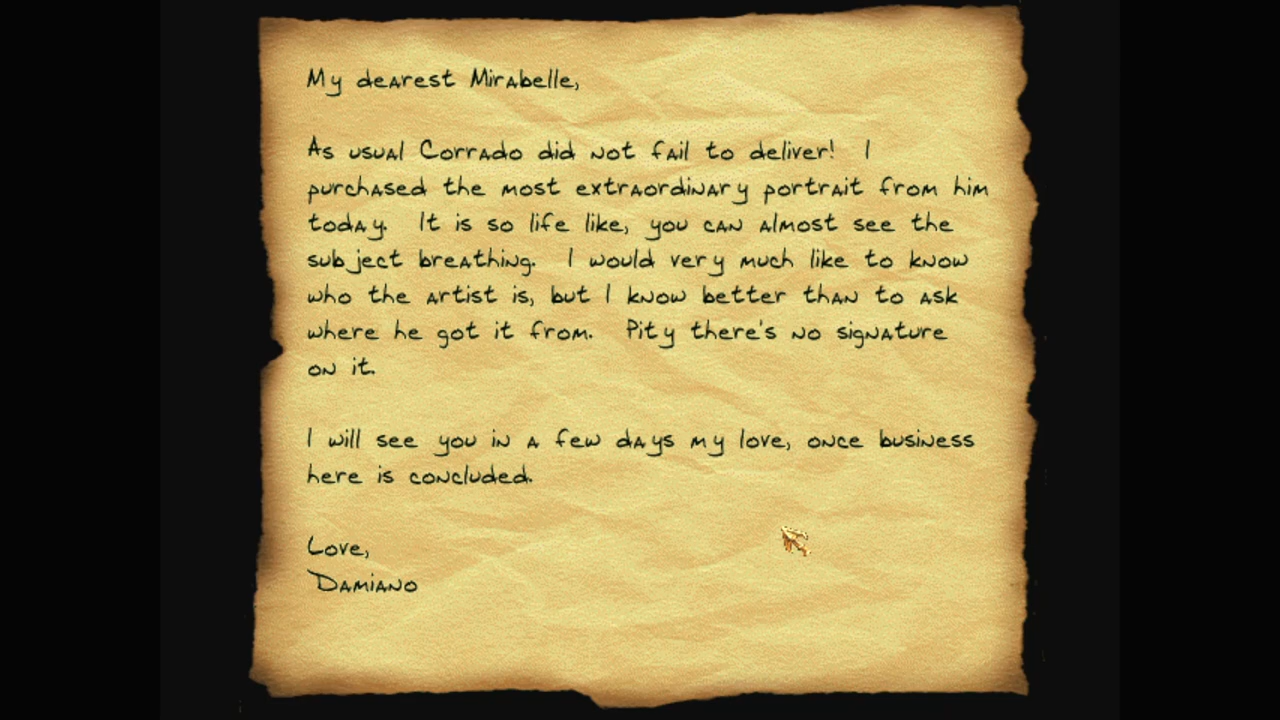 My dearest Mirabelle,
As usual Corrado did not fail to deliver! I
purchased the most extraordinary portrait from him
today. It is so life like, you can almost see the
subject breathing. I would very much like to know
who the artist is, but I know better than to ask
where he got it from. Pity there's no signature
on it.
I will see you in a few days my love, once business
here is concluded.
Love,
Damiano